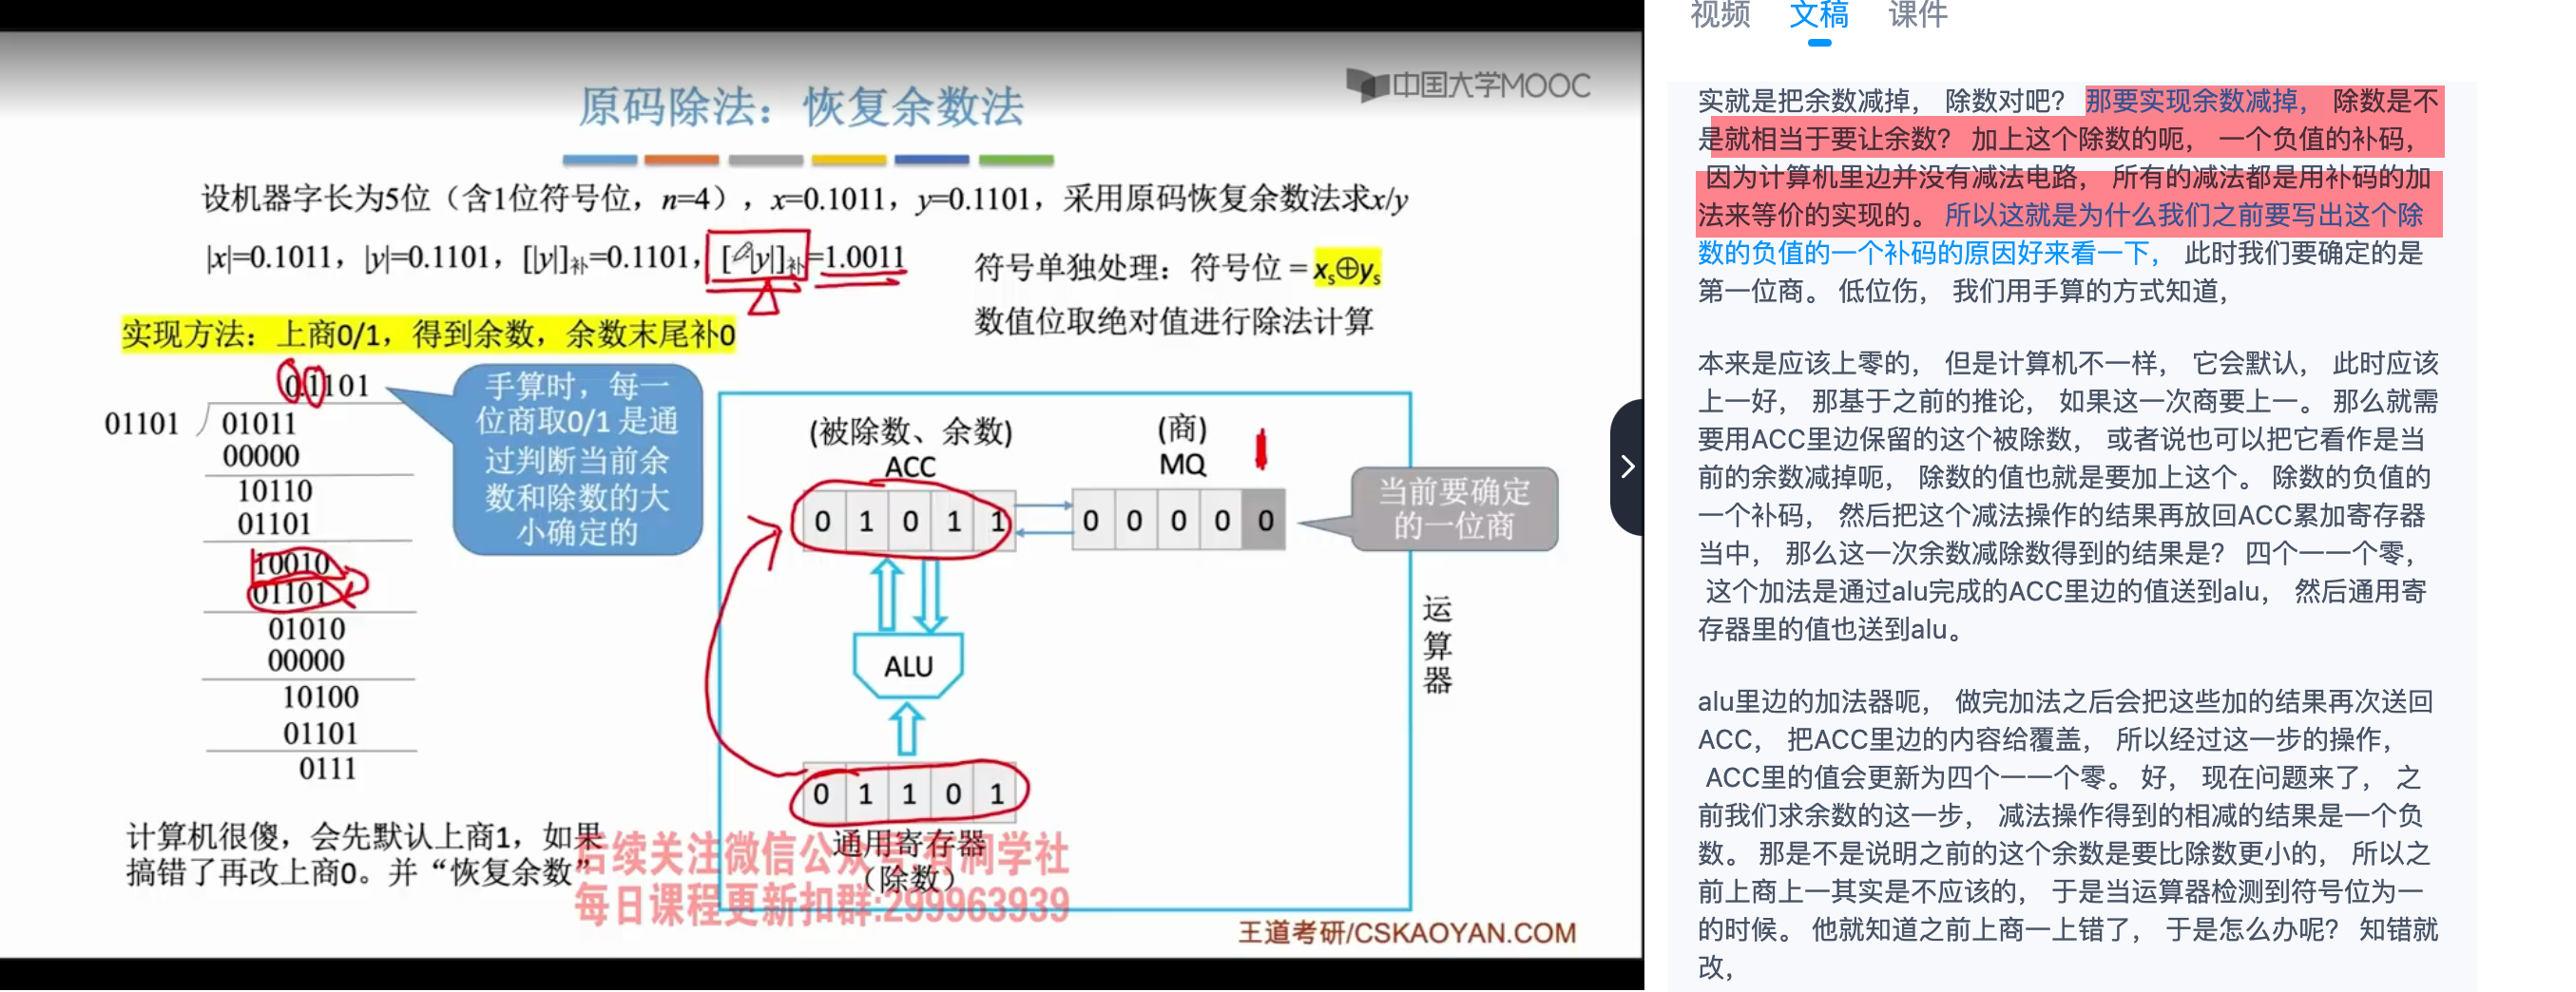 中国大学MOOC
原码除法：恢复余数法
设机器字长为5位（含1位符号位，n=4），x=0.1011，y=0.1101，采用原码恢复余数法求x/y
|x|=0.1011，|y|=0.1101，[|y|]补=0.1101，[-|y|]补=1.0011
符号单独处理：符号位 = xs⊕ys
数值位取绝对值进行除法计算
实现方法：上商0/1，得到余数，余数末尾补0
0.1101
01101
01011
00000
10110
01101
10010
01101
01010
00000
10100
01101
0111
手算时，每一
位商取0/1 是通
过判断当前余
数和除数的大
小确定的
(被除数、余数)
ACC
(商)
MQ
0 1 0 1 1
0 0 0 0 0
当前要确定
的一位商
ALU
运算器
0 1 1 0 1
通用寄存器
（除数）
计算机很傻，会先默认上商1，如果
搞错了再改上商0。并“恢复余数”
后续关注微信公众号:有洞学社
每日课程更新扣群:299963939
王道考研/CSKAOYAN.COM
视频 文稿 课件
实就是把余数减掉， 除数对吧？ 那要实现余数减掉， 除数是不
是就相当于要让余数？ 加上这个除数的呃， 一个负值的补码，
因为计算机里边并没有减法电路， 所有的减法都是用补码的加
法来等价的实现的。 所以这就是为什么我们之前要写出这个除
数的负值的一个补码的原因好来看一下， 此时我们要确定的是
第一位商。 低位伤， 我们用手算的方式知道，
本来是应该上零的， 但是计算机不一样， 它会默认， 此时应该
上一好， 那基于之前的推论， 如果这一次商要上一。 那么就需
要用ACC里边保留的这个被除数， 或者说也可以把它看作是当
前的余数减掉呃， 除数的值也就是要加上这个。 除数的负值的
一个补码， 然后把这个减法操作的结果再放回ACC累加寄存器
当中， 那么这一次余数减除数得到的结果是？ 四个一一个零，
这个加法是通过alu完成的ACC里边的值送到alu， 然后通用寄
存器里的值也送到alu。
alu里边的加法器呃， 做完加法之后会把这些加的结果再次送回
ACC， 把ACC里边的内容给覆盖， 所以经过这一步的操作，
ACC里的值会更新为四个一一个零。 好， 现在问题来了， 之
前我们求余数的这一步， 减法操作得到的相减的结果是一个负
数。 那是不是说明之前的这个余数是要比除数更小的， 所以之
前上商上一其实是不应该的， 于是当运算器检测到符号位为一
的时候。 他就知道之前上商一上错了， 于是怎么办呢？ 知错就
改，